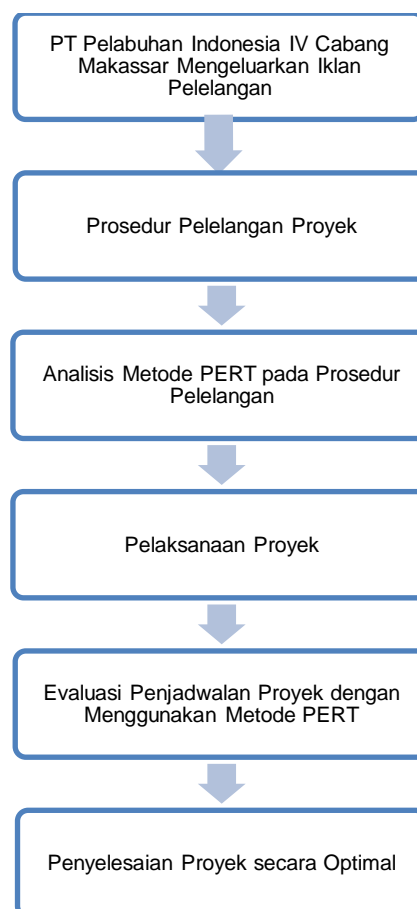 PT Pelabuhan Indonesia IV Cabang
Makassar Mengeluarkan Iklan
Pelelangan
Prosedur Pelelangan Proyek
Analisis Metode PERT pada Prosedur
Pelelangan
Pelaksanaan Proyek
Evaluasi Penjadwalan Proyek dengan
Menggunakan Metode PERT
Penyelesaian Proyek secara Optimal